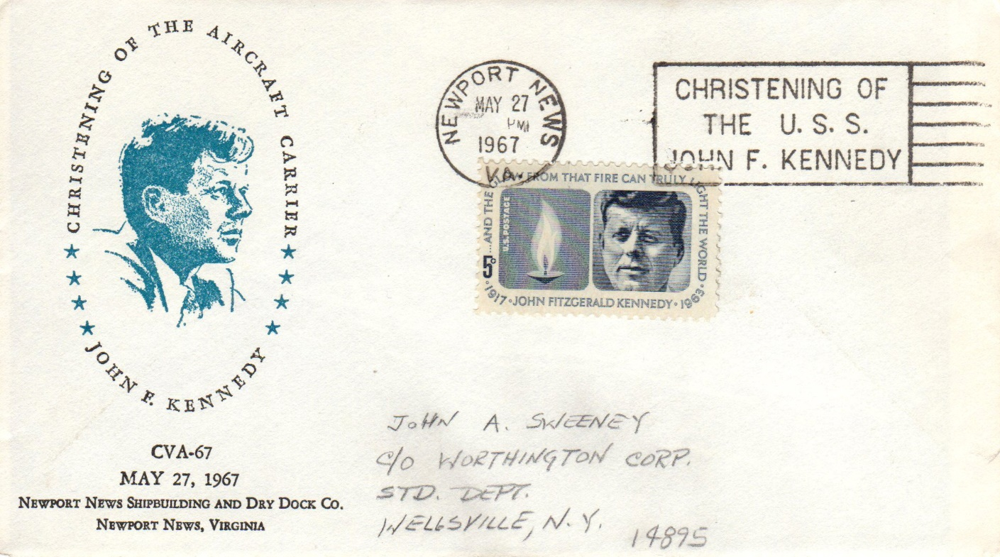 CHRISTENING OF THE AIRCRAFT CARRIER
JOHN F. KENNEDY
CVA-67
MAY 27, 1967
NEWPORT NEWS SHIPBUILDING AND DRY DOCK CO.
NEWPORT NEWS, VIRGINIA
NEWPORT NEWS
MAY 27
PM
1967
VA.
CHRISTENING OF
THE U. S. S.
JOHN F. KENNEDY
...AND THE GLOW FROM THAT FIRE CAN TRULY LIGHT THE WORLD
U.S. POSTAGE
5c
1917 · JOHN FITZGERALD KENNEDY · 1963
JOHN A. SWEENEY
C/O WORTHINGTON CORP.
STD. DEPT.
WELLSVILLE, N. Y. 14895